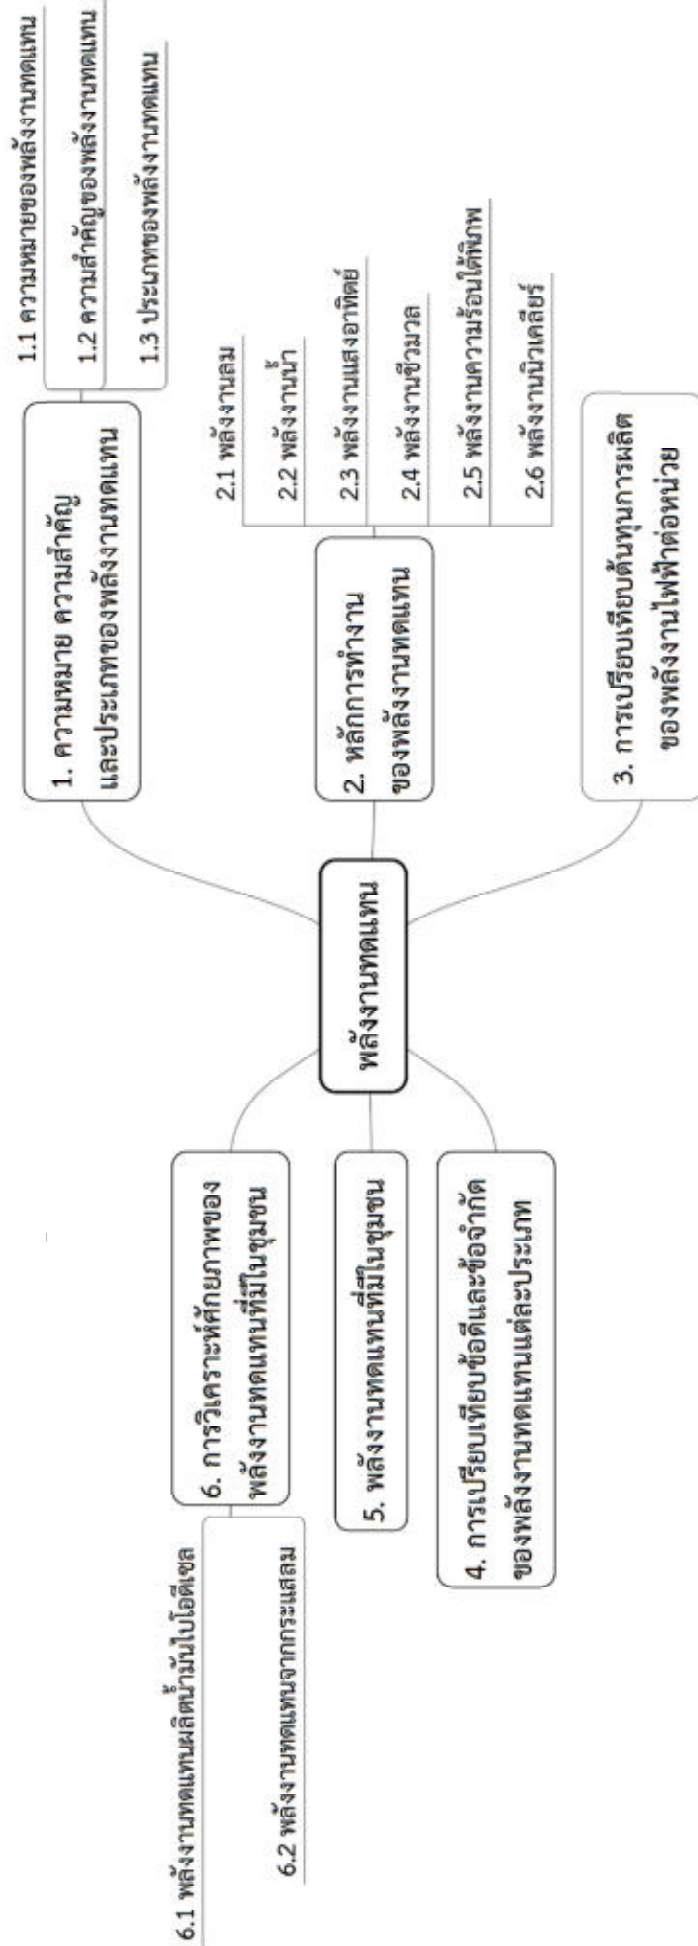 พลังงานทดแทน
1. ความหมาย ความสำคัญ
และประเภทของพลังงานทดแทน
1.1 ความหมายของพลังงานทดแทน
1.2 ความสำคัญของพลังงานทดแทน
1.3 ประเภทของพลังงานทดแทน
2. หลักการทำงาน
ของพลังงานทดแทน
2.1 พลังงานลม
2.2 พลังงานน้ำ
2.3 พลังงานแสงอาทิตย์
2.4 พลังงานชีวมวล
2.5 พลังงานความร้อนใต้พิภพ
2.6 พลังงานนิวเคลียร์
3. การเปรียบเทียบต้นทุนการผลิต
ของพลังงานไฟฟ้าต่อหน่วย
4. การเปรียบเทียบข้อดีและข้อจำกัด
ของพลังงานทดแทนแต่ละประเภท
5. พลังงานทดแทนที่มีในชุมชน
6. การวิเคราะห์ศักยภาพของ
พลังงานทดแทนที่มีในชุมชน
6.1 พลังงานทดแทนผลิตน้ำมันไบโอดีเซล
6.2 พลังงานทดแทนจากกระแสลม